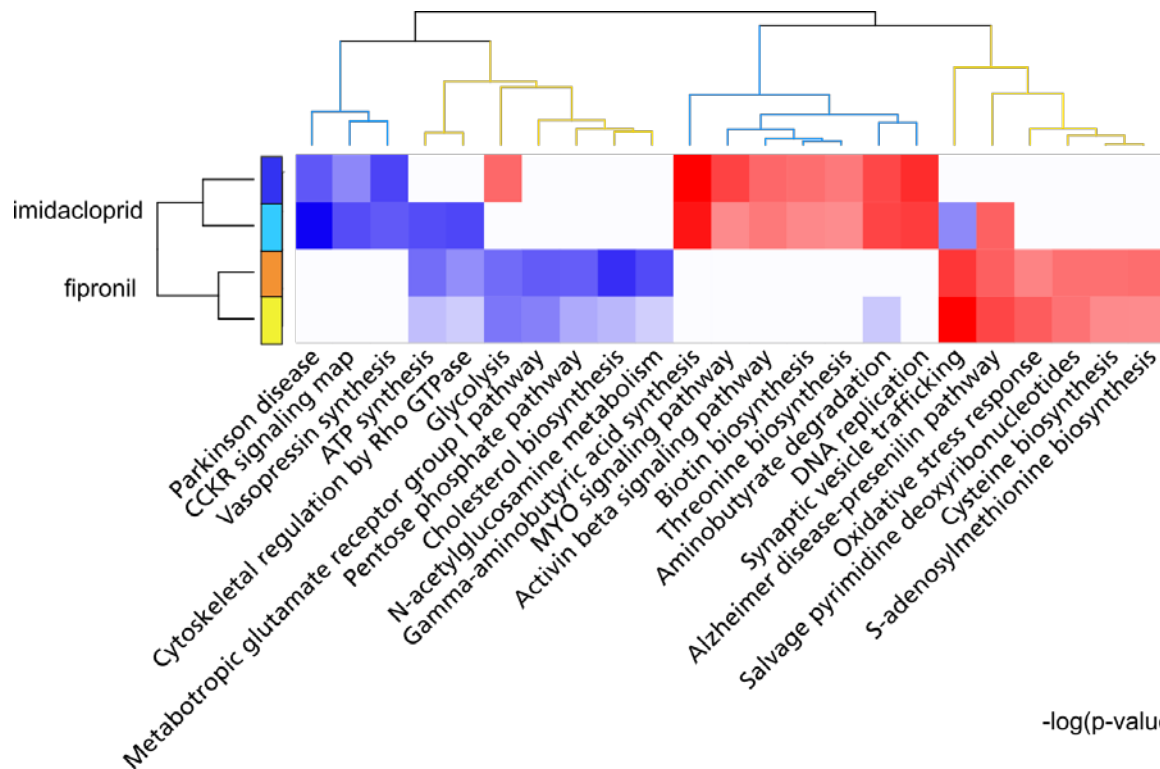 imidacloprid
fipronil
Parkinson disease
CCKR signaling map
Vasopressin synthesis
ATP synthesis
Cytoskeletal regulation by Rho GTPase
Glycolysis
Metabotropic glutamate receptor group I pathway
Pentose phosphate pathway
Cholesterol biosynthesis
N-acetylglucosamine metabolism
Gamma-aminobutyric acid synthesis
MYO signaling pathway
Activin beta signaling pathway
Biotin biosynthesis
Threonine biosynthesis
Aminobutyrate degradation
DNA replication
Synaptic vesicle trafficking
Alzheimer disease-presenilin pathway
Oxidative stress response
Salvage pyrimidine deoxyribonucleotides
Cysteine biosynthesis
S-adenosylmethionine biosynthesis
-log(p-value